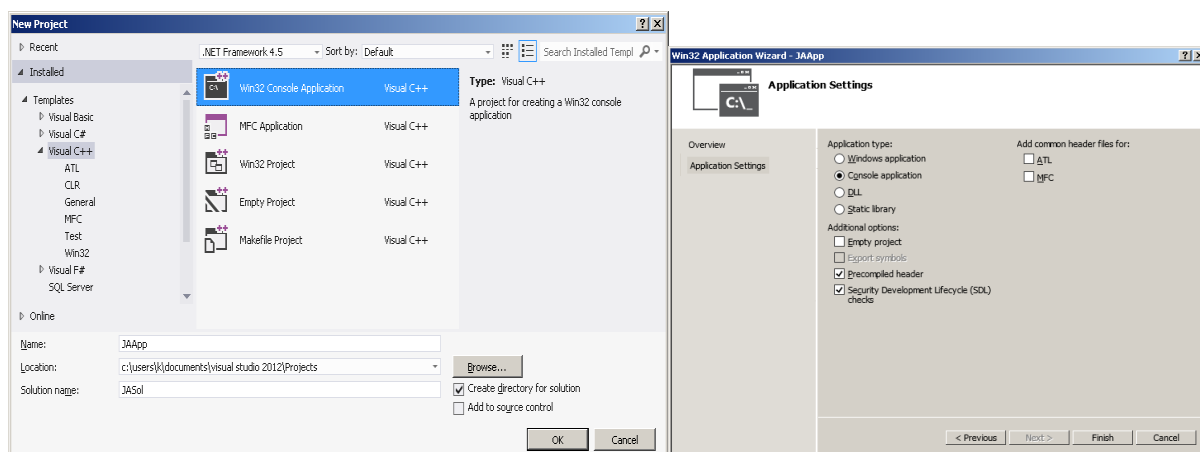 New Project
Recent
Installed
Templates
Visual Basic
Visual C#
Visual C++
ATL
CLR
General
MFC
Test
Win32
Visual F#
SQL Server
Online
.NET Framework 4.5 Sort by: Default Search Installed Templ
Win32 Console Application Visual C++
MFC Application Visual C++
Win32 Project Visual C++
Empty Project Visual C++
Makefile Project Visual C++
Type: Visual C++
A project for creating a Win32 console
application
Name: JAApp
Location: c:\users\k\documents\visual studio 2012\Projects Browse...
Solution name: JASol
Create directory for solution
Add to source control
OK Cancel
Win32 Application Wizard - JAApp
C:\_
Application Settings
Overview
Application Settings
Application type:
Windows application
Console application
DLL
Static library
Additional options:
Empty project
Export symbols
Precompiled header
Security Development Lifecycle (SDL)
checks
Add common header files for:
ATL
MFC
< Previous Next > Finish Cancel